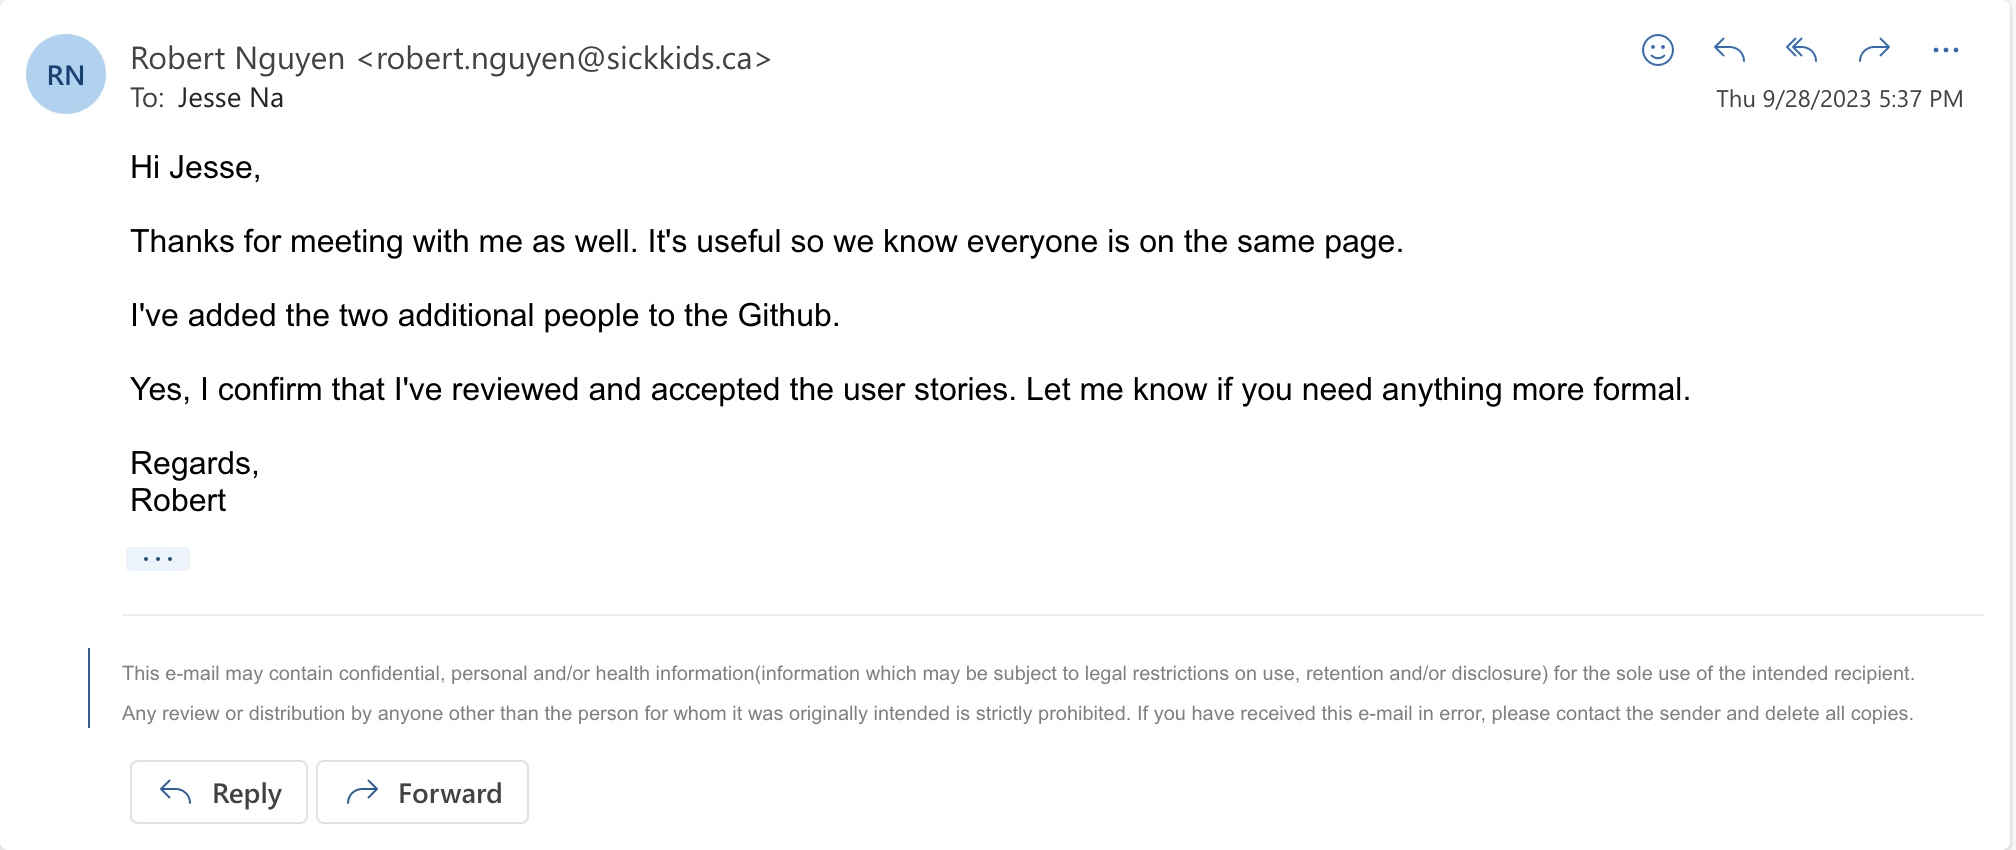 RN
Robert Nguyen <robert.nguyen@sickkids.ca>
To: Jesse Na
Thu 9/28/2023 5:37 PM
Hi Jesse,
Thanks for meeting with me as well. It's useful so we know everyone is on the same page.
I've added the two additional people to the Github.
Yes, I confirm that I've reviewed and accepted the user stories. Let me know if you need anything more formal.
Regards,
Robert
This e-mail may contain confidential, personal and/or health information(information which may be subject to legal restrictions on use, retention and/or disclosure) for the sole use of the intended recipient.
Any review or distribution by anyone other than the person for whom it was originally intended is strictly prohibited. If you have received this e-mail in error, please contact the sender and delete all copies.
Reply
Forward